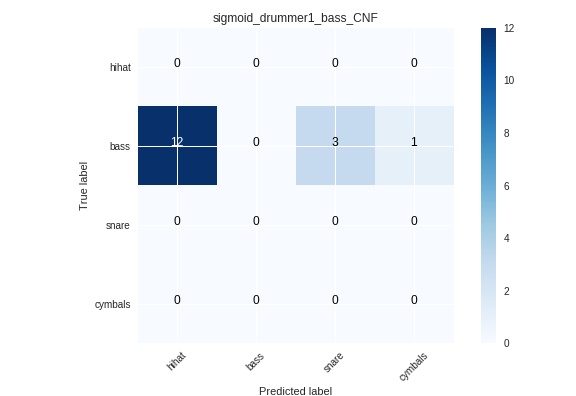 sigmoid_drummer1_bass_CNF
hihat 0 0 0 0
bass 12 0 3 1
snare 0 0 0 0
cymbals 0 0 0 0
hihat bass snare cymbals
True label
Predicted label
12
10
8
6
4
2
0